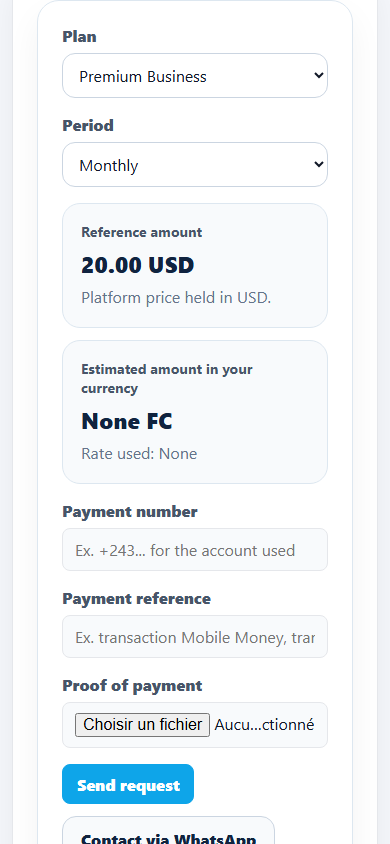 Plan
Premium Business
Period
Monthly
Reference amount
20.00 USD
Platform price held in USD.
Estimated amount in your
currency
None FC
Rate used: None
Payment number
Ex. +243... for the account used
Payment reference
Ex. transaction Mobile Money, tran
Proof of payment
Choisir un fichier Aucu...ctionné
Send request
Contact via WhatsApp